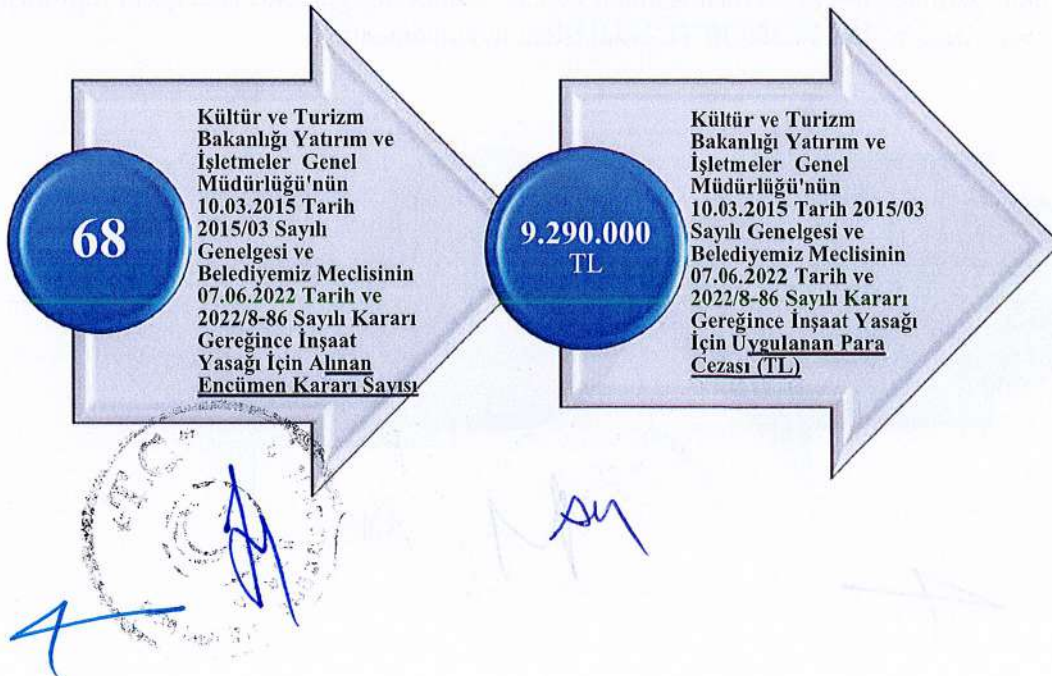 68
Kültür ve Turizm
Bakanlığı Yatırım ve
İşletmeler Genel
Müdürlüğü'nün
10.03.2015 Tarih
2015/03 Sayılı
Genelgesi ve
Belediyemiz Meclisinin
07.06.2022 Tarih ve
2022/8-86 Sayılı Kararı
Gereğince İnşaat
Yasağı İçin Alınan
Encümen Kararı Sayısı
9.290.000
TL
Kültür ve Turizm
Bakanlığı Yatırım ve
İşletmeler Genel
Müdürlüğü'nün
10.03.2015 Tarih 2015/03
Sayılı Genelgesi ve
Belediyemiz Meclisinin
07.06.2022 Tarih ve
2022/8-86 Sayılı Kararı
Gereğince İnşaat Yasağı
İçin Uygulanan Para
Cezası (TL)
T.C.